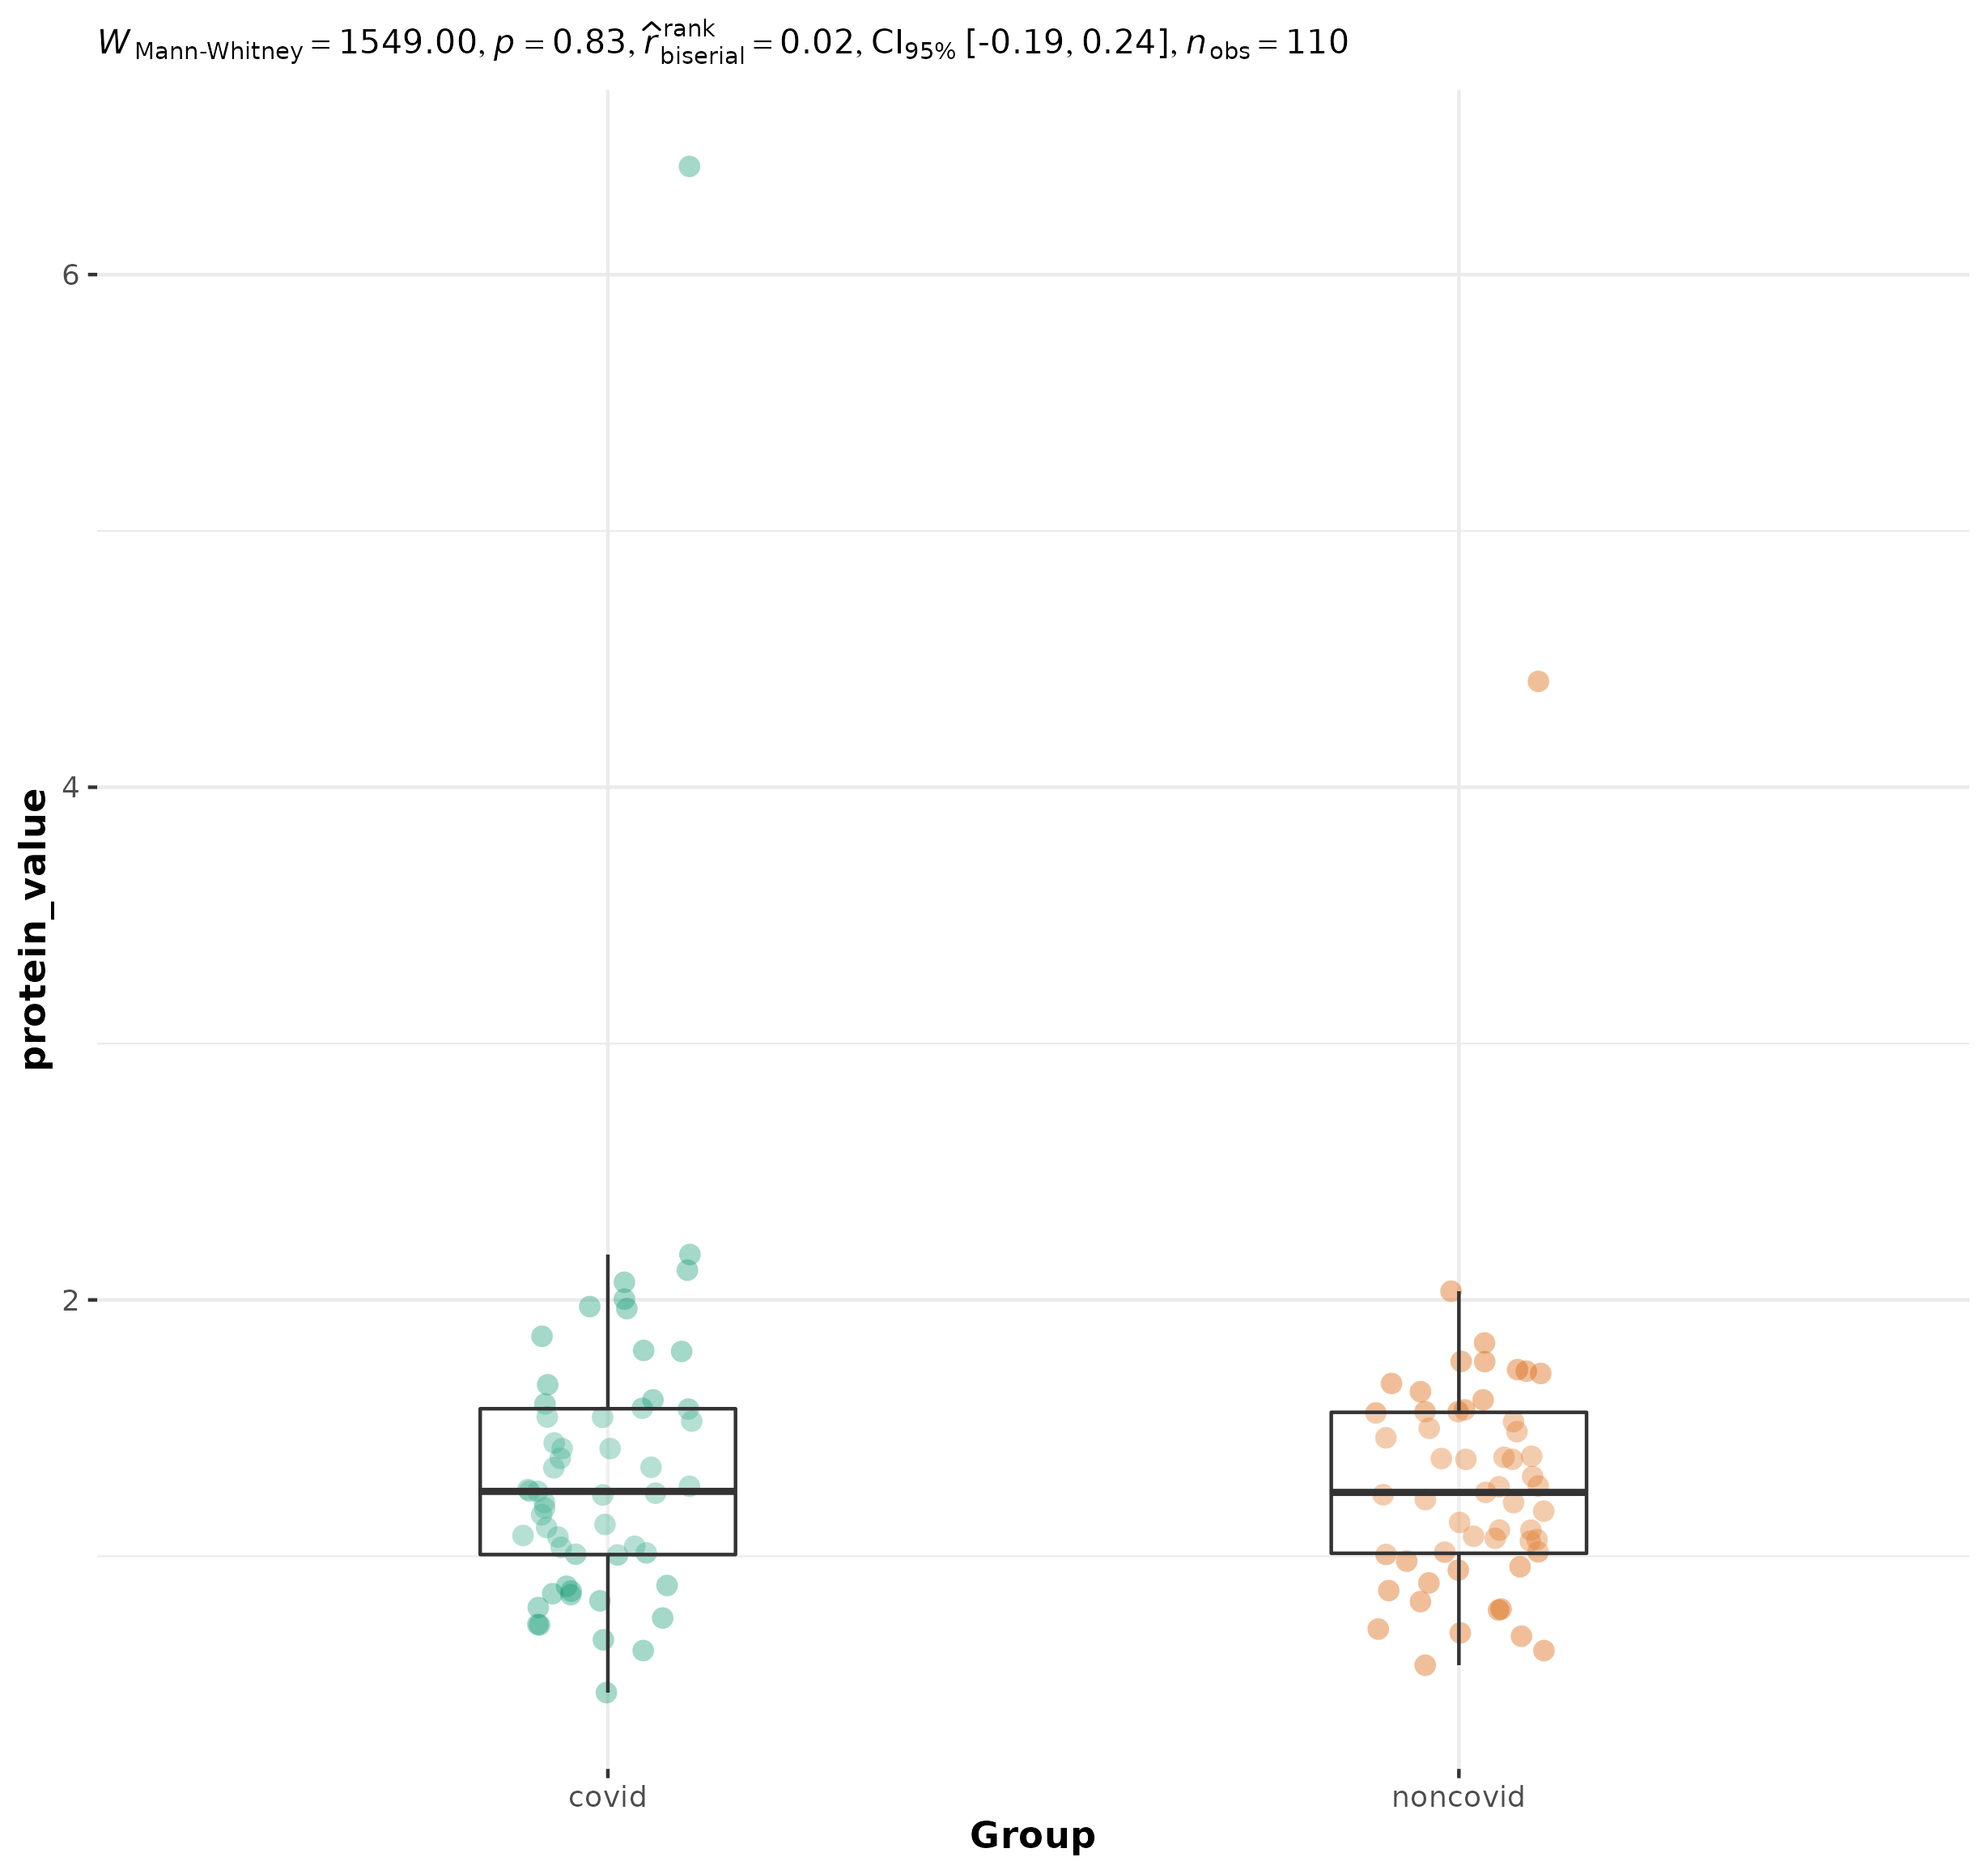 W Mann-Whitney = 1549.00, p = 0.83, r̂ rank biserial = 0.02, CI95% [-0.19, 0.24], nobs = 110
6
4
2
protein_value
covid
noncovid
Group